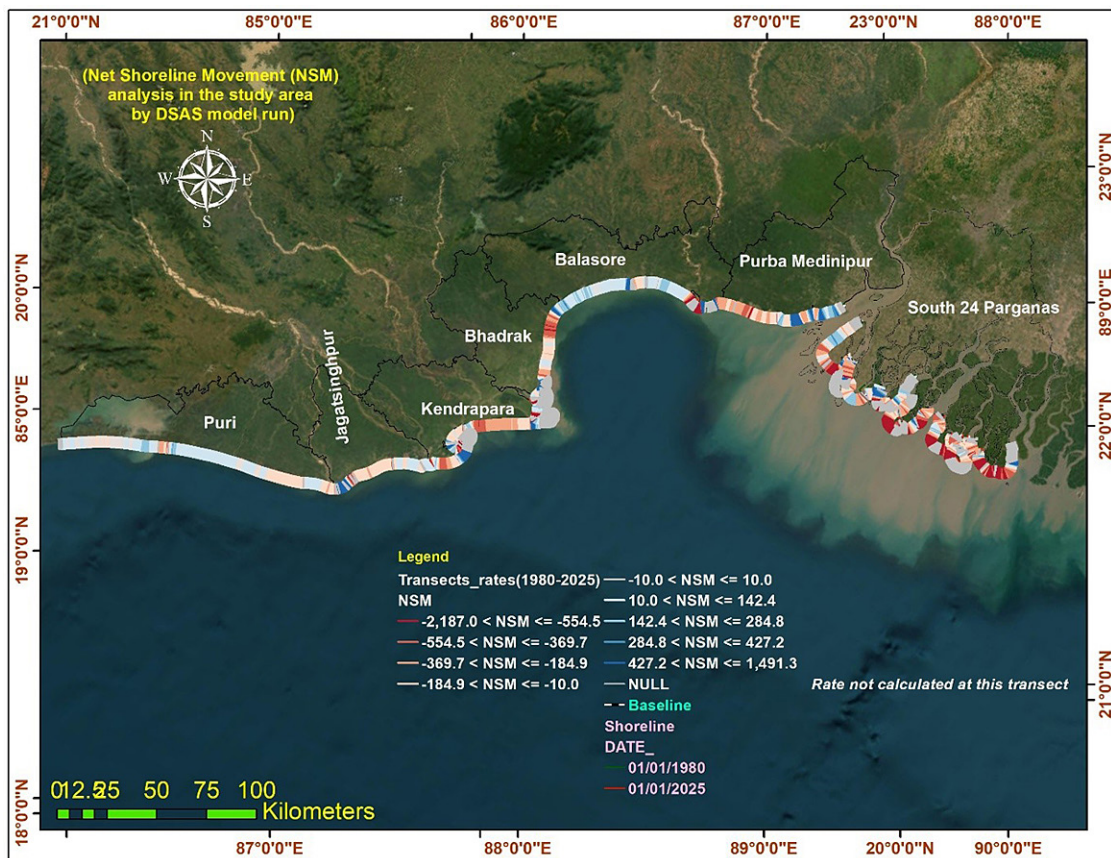 21°0'0"N 85°0'0"E 86°0'0"E 87°0'0"E 23°0'0"N 88°0'0"E
(Net Shoreline Movement (NSM)
analysis in the study area
by DSAS model run)
N
W E
S
23°0'0"N
20°0'0"N
89°0'0"E
85°0'0"E
22°0'0"N
19°0'0"N
21°0'0"N
18°0'0"N
Balasore
Purba Medinipur
South 24 Parganas
Bhadrak
Jagatsinghpur
Kendrapara
Puri
Legend
Transects_rates(1980-2025)
NSM
-2,187.0 < NSM <= -554.5
-554.5 < NSM <= -369.7
-369.7 < NSM <= -184.9
-184.9 < NSM <= -10.0
-10.0 < NSM <= 10.0
10.0 < NSM <= 142.4
142.4 < NSM <= 284.8
284.8 < NSM <= 427.2
427.2 < NSM <= 1,491.3
NULL
Rate not calculated at this transect
Baseline
Shoreline
DATE_
01/01/1980
01/01/2025
0 12.5 25 50 75 100
Kilometers
87°0'0"E 88°0'0"E 89°0'0"E 20°0'0"N 90°0'0"E